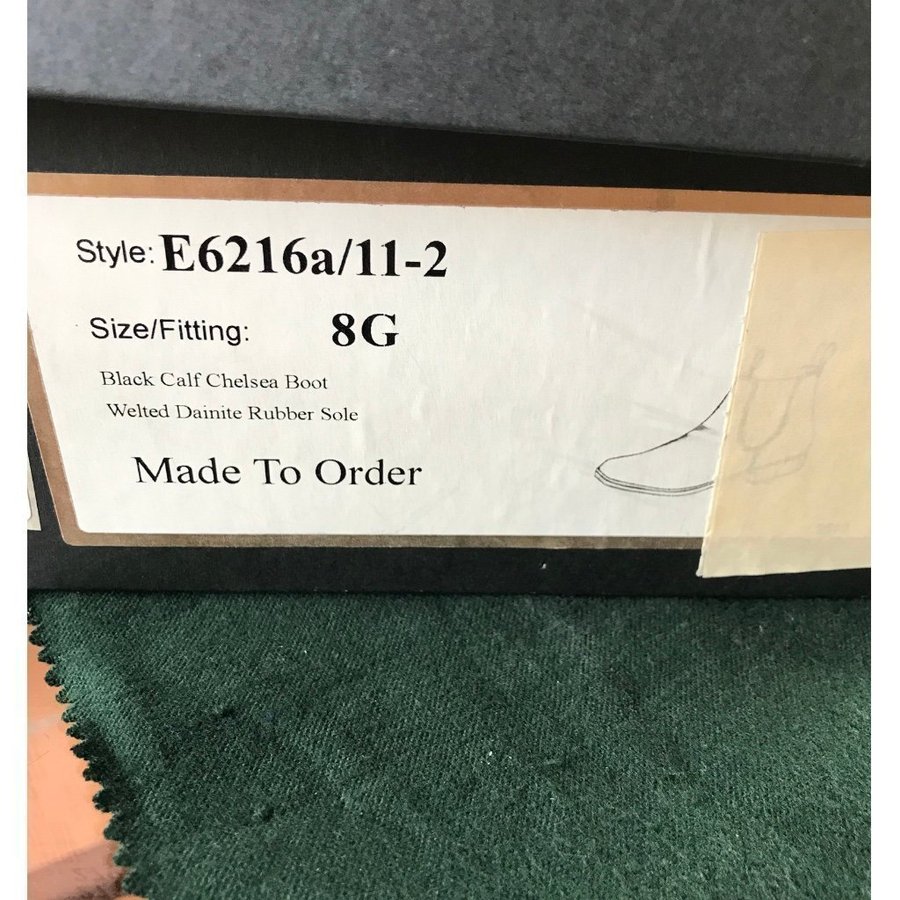 Style: E6216a/11-2
Size/Fitting: 8G
Black Calf Chelsea Boot
Welted Dainite Rubber Sole
Made To Order